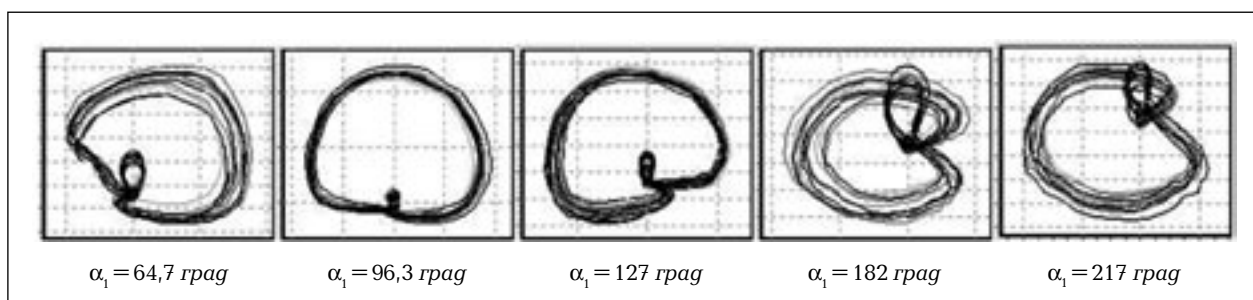 α₁ = 64,7 град α₁ = 96,3 град α₁ = 127 град α₁ = 182 град α₁ = 217 град